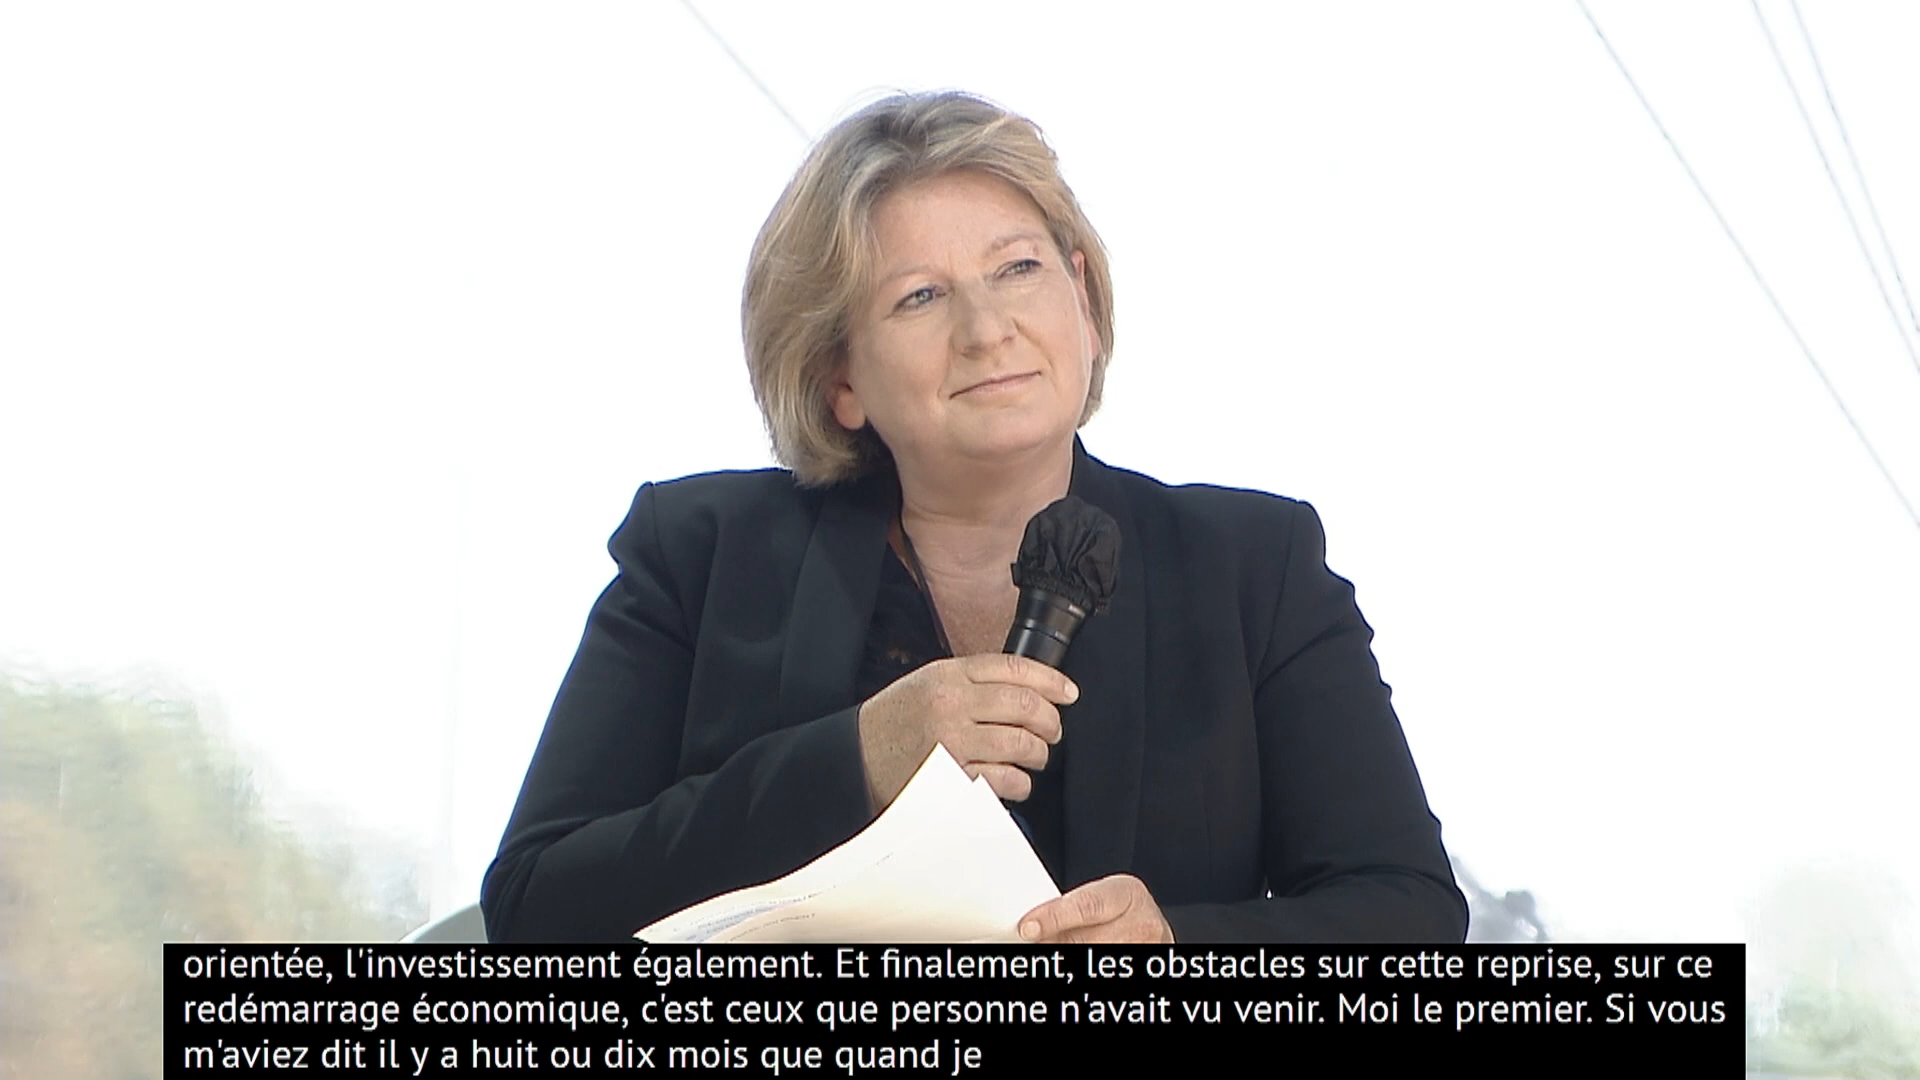 orientée, l'investissement également. Et finalement, les obstacles sur cette reprise, sur ce
redémarrage économique, c'est ceux que personne n'avait vu venir. Moi le premier. Si vous
m'aviez dit il y a huit ou dix mois que quand je